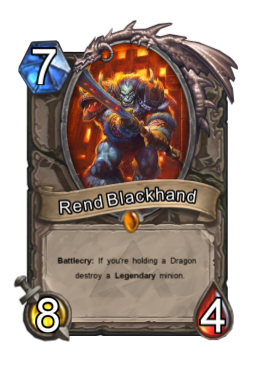 7
Rend Blackhand
Battlecry: If you're holding a Dragon
destroy a Legendary minion.
8 4